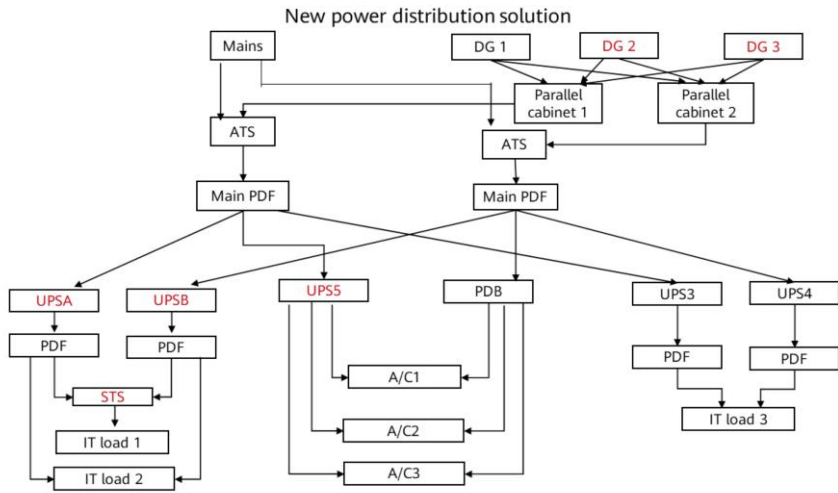 New power distribution solution
Mains
DG 1
DG 2
DG 3
Parallel
cabinet 1
Parallel
cabinet 2
ATS
ATS
Main PDF
Main PDF
UPSA
UPSB
UPS5
PDB
UPS3
UPS4
PDF
PDF
PDF
PDF
A/C1
STS
IT load 3
A/C2
IT load 1
A/C3
IT load 2